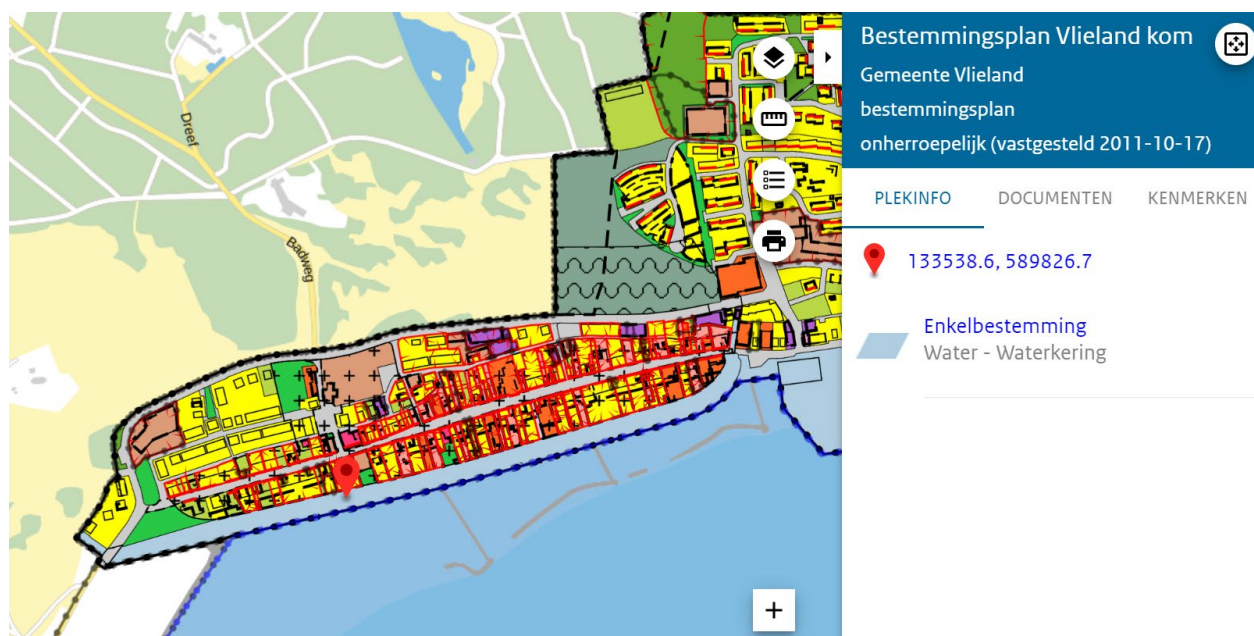 Dreef
Badweg
Bestemmingsplan Vlieland kom
Gemeente Vlieland
bestemmingsplan
onherroepelijk (vastgesteld 2011-10-17)
PLEKINFO DOCUMENTEN KENMERKEN
133538.6, 589826.7
Enkelbestemming
Water - Waterkering